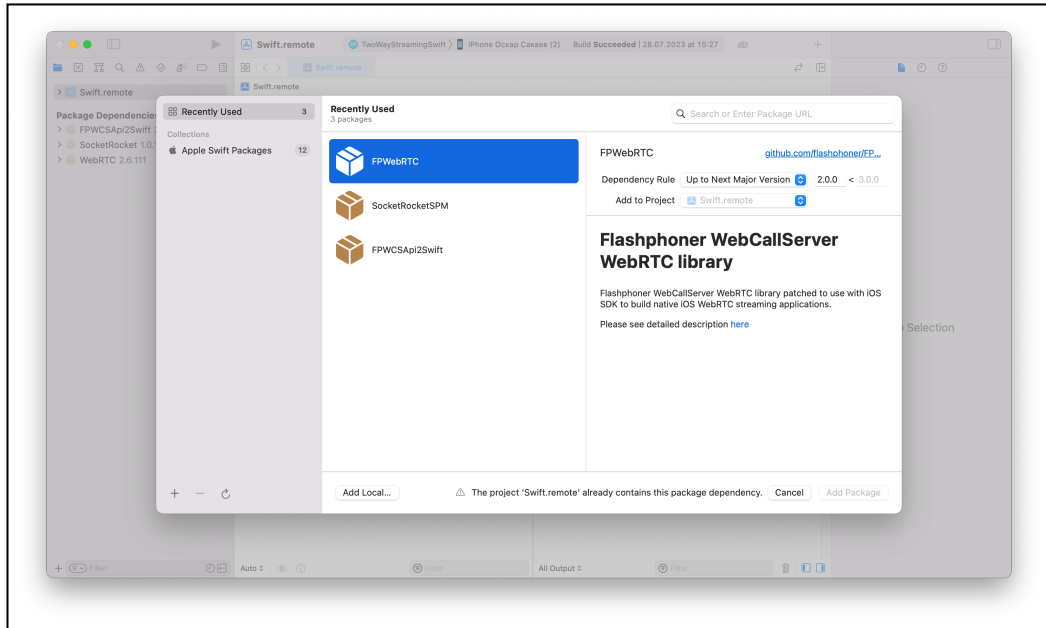 Swift.remote
TwoWayStreamingSwift
iPhone Осхар Сакаев (2)
Build Succeeded | 28.07.2023 at 15:27
Swift.remote
Swift.remote
Swift.remote
Package Dependencie
FPWCSApi2Swift
SocketRocket 1.0.
WebRTC 2.6.111
Recently Used 3
Collections
Apple Swift Packages 12
Recently Used
3 packages
Search or Enter Package URL
FPWebRTC
SocketRocketSPM
FPWCSApi2Swift
FPWebRTC github.com/flashphoner/FP...
Dependency Rule Up to Next Major Version 2.0.0 < 3.0.0
Add to Project Swift.remote
Flashphoner WebCallServer
WebRTC library
Flashphoner WebCallServer WebRTC library patched to use with iOS
SDK to build native iOS WebRTC streaming applications.
Please see detailed description here
Selection
Add Local...
The project 'Swift.remote' already contains this package dependency.
Cancel
Add Package
Filter
Auto
Filter
All Output
Filter